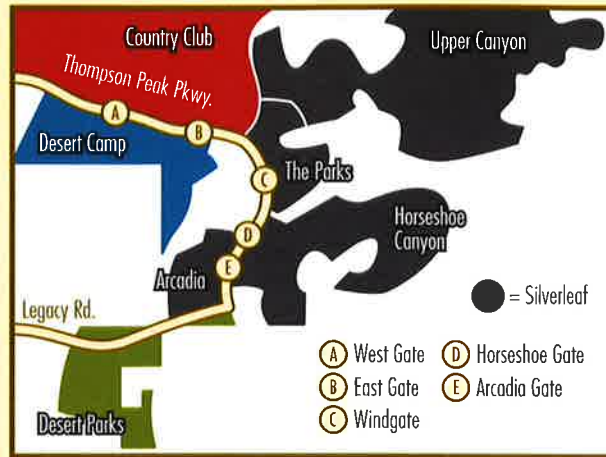 Country Club
Upper Canyon
Thompson Peak Pkwy.
A
B
Desert Camp
C
The Parks
Horseshoe
Canyon
D
Arcadia
E
Legacy Rd.
= Silverleaf
A West Gate
D Horseshoe Gate
B East Gate
E Arcadia Gate
C Windgate
Desert Parks